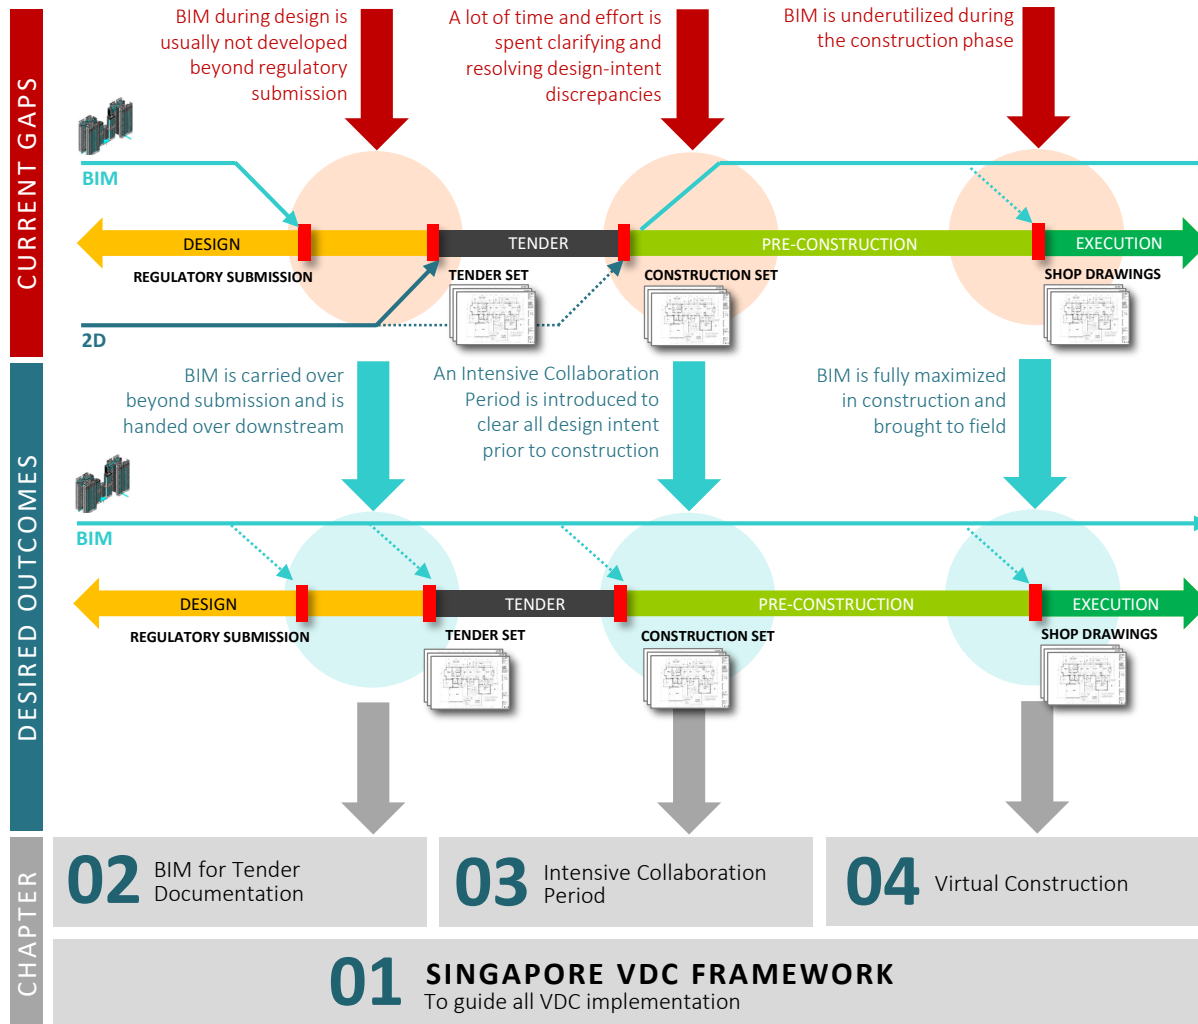 CURRENT GAPS
BIM during design is
usually not developed
beyond regulatory
submission
A lot of time and effort is
spent clarifying and
resolving design-intent
discrepancies
BIM is underutilized during
the construction phase
BIM
DESIGN
TENDER
PRE-CONSTRUCTION
EXECUTION
REGULATORY SUBMISSION
TENDER SET
CONSTRUCTION SET
SHOP DRAWINGS
2D
DESIRED OUTCOMES
BIM is carried over
beyond submission and is
handed over downstream
An Intensive Collaboration
Period is introduced to
clear all design intent
prior to construction
BIM is fully maximized
in construction and
brought to field
BIM
DESIGN
TENDER
PRE-CONSTRUCTION
EXECUTION
REGULATORY SUBMISSION
TENDER SET
CONSTRUCTION SET
SHOP DRAWINGS
CHAPTER
02 BIM for Tender
Documentation
03 Intensive Collaboration
Period
04 Virtual Construction
01 SINGAPORE VDC FRAMEWORK
To guide all VDC implementation